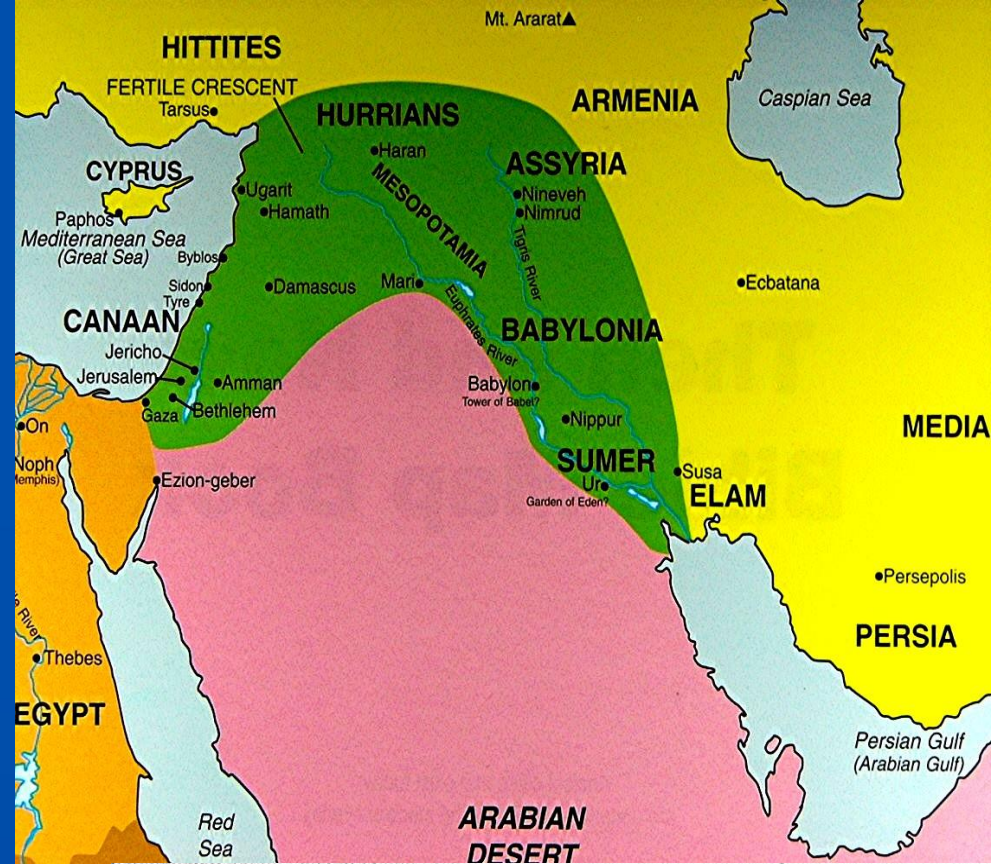 Mt. Ararat
HITTITES
FERTILE CRESCENT
Tarsus
HURRIANS
ARMENIA
Caspian Sea
CYPRUS
Paphos
Mediterranean Sea
(Great Sea)
Haran
ASSYRIA
MESOPOTAMIA
Nineveh
Nimrud
Ugarit
Hamath
Byblos
Sidon
Tyre
Damascus
Mari
Tigris River
Euphrates River
Ecbatana
CANAAN
BABYLONIA
Jericho
Jerusalem
Amman
Gaza
Bethlehem
Babylon
Tower of Babel?
Nippur
MEDIA
On
Noph
Ezion-geber
SUMER
Ur
Garden of Eden?
Susa
ELAM
Persepolis
PERSIA
River
Thebes
EGYPT
Persian Gulf
(Arabian Gulf)
Red
Sea
ARABIAN
DESERT